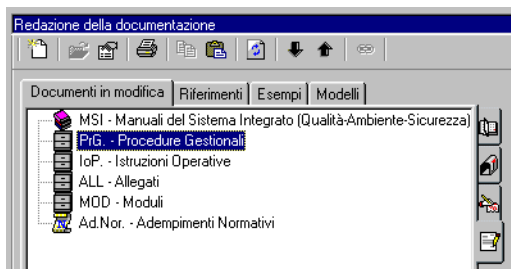 Redazione della documentazione
Documenti in modifica Riferimenti Esempi Modelli
MSI - Manuali del Sistema Integrato (Qualità-Ambiente-Sicurezza)
PrG. - Procedure Gestionali
IoP. - Istruzioni Operative
ALL - Allegati
MOD - Moduli
Ad.Nor. - Adempimenti Normativi